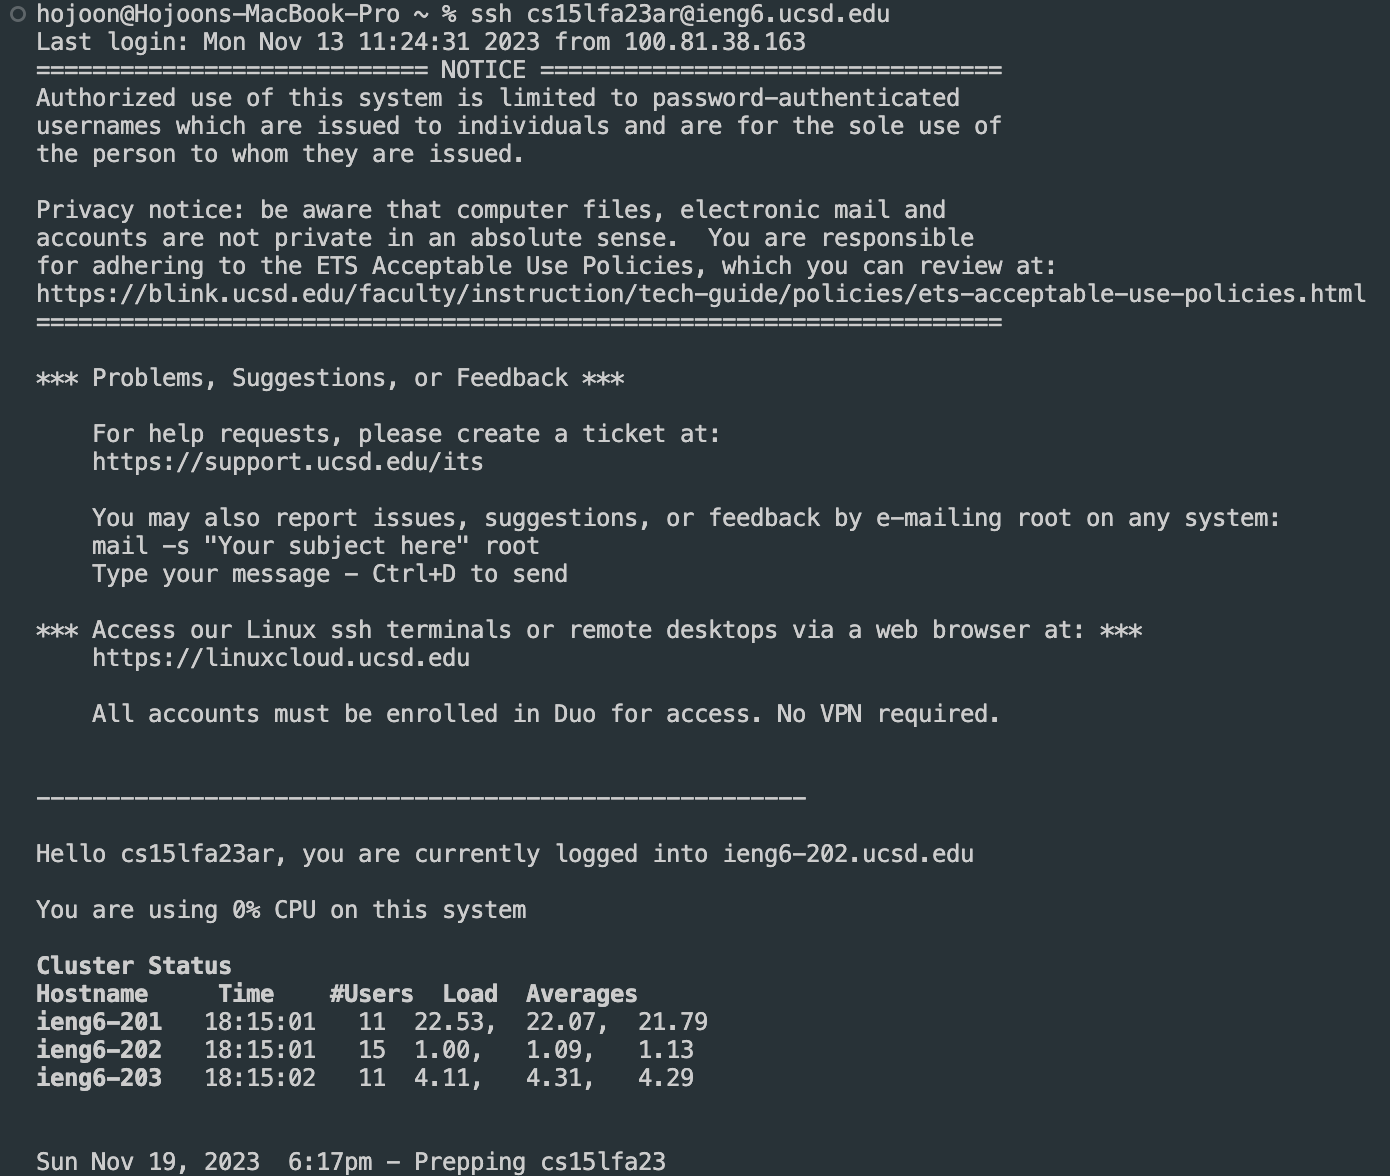 hojoon@Hojoons-MacBook-Pro ~ % ssh cs15lfa23ar@ieng6.ucsd.edu
Last login: Mon Nov 13 11:24:31 2023 from 100.81.38.163
============================ NOTICE =================================
Authorized use of this system is limited to password-authenticated
usernames which are issued to individuals and are for the sole use of
the person to whom they are issued.

Privacy notice: be aware that computer files, electronic mail and
accounts are not private in an absolute sense.  You are responsible
for adhering to the ETS Acceptable Use Policies, which you can review at:
https://blink.ucsd.edu/faculty/instruction/tech-guide/policies/ets-acceptable-use-policies.html
=====================================================================

*** Problems, Suggestions, or Feedback ***

    For help requests, please create a ticket at:
    https://support.ucsd.edu/its

    You may also report issues, suggestions, or feedback by e-mailing root on any system:
    mail -s "Your subject here" root
    Type your message - Ctrl+D to send

*** Access our Linux ssh terminals or remote desktops via a web browser at: ***
    https://linuxcloud.ucsd.edu

    All accounts must be enrolled in Duo for access. No VPN required.


-------------------------------------------------------

Hello cs15lfa23ar, you are currently logged into ieng6-202.ucsd.edu

You are using 0% CPU on this system

Cluster Status
Hostname     Time    #Users  Load  Averages
ieng6-201   18:15:01   11  22.53,  22.07,  21.79
ieng6-202   18:15:01   15  1.00,   1.09,   1.13
ieng6-203   18:15:02   11  4.11,   4.31,   4.29


Sun Nov 19, 2023  6:17pm - Prepping cs15lfa23